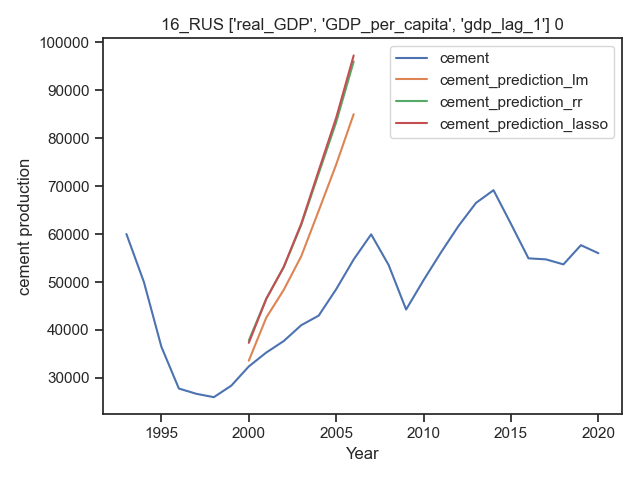 16_RUS ['real_GDP', 'GDP_per_capita', 'gdp_lag_1'] 0
cement
cement_prediction_lm
cement_prediction_rr
cement_prediction_lasso
100000
90000
80000
70000
60000
50000
40000
30000
cement production
1995
2000
2005
2010
2015
2020
Year